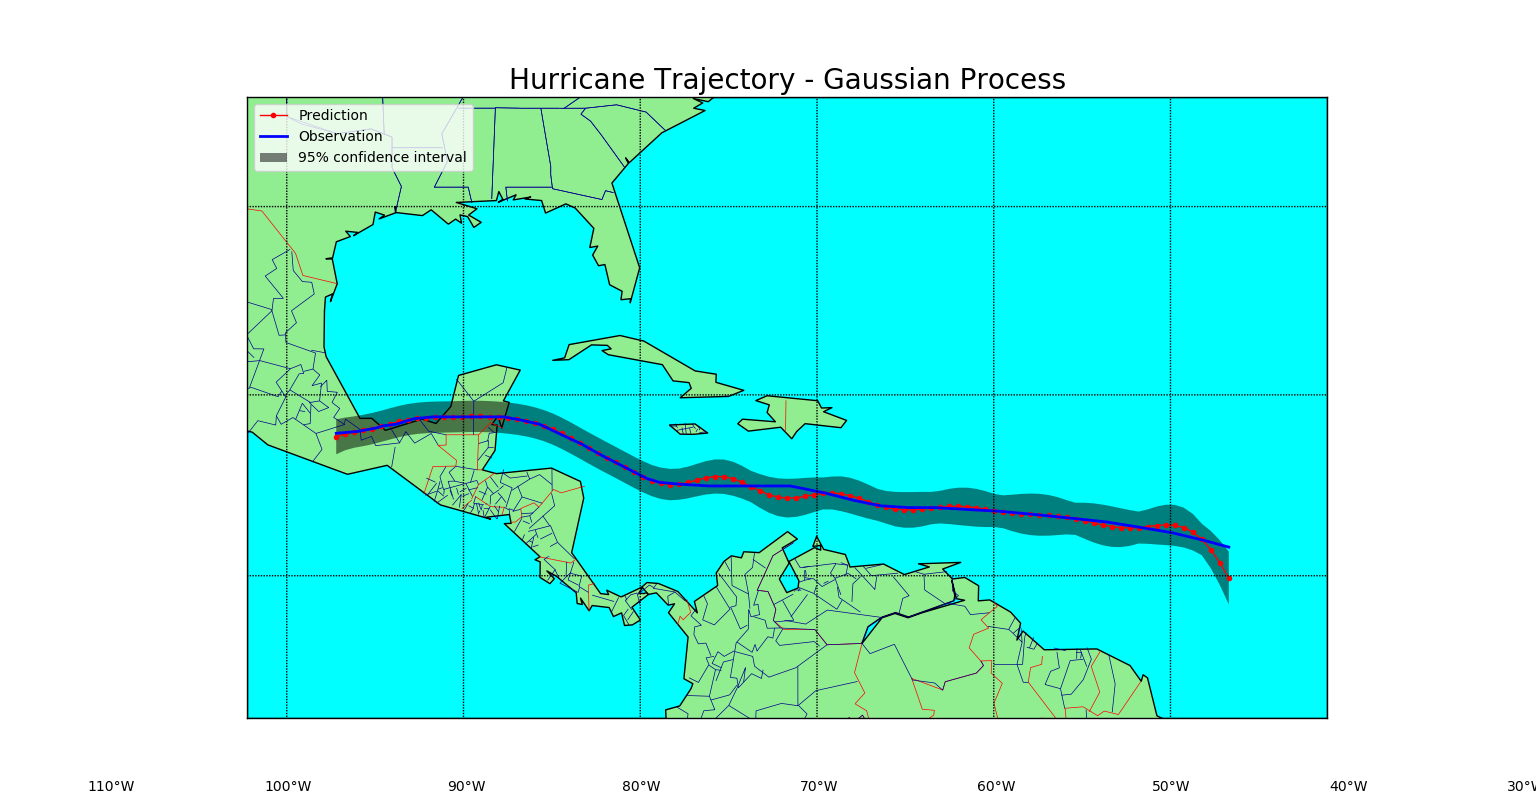 Hurricane Trajectory - Gaussian Process
Prediction
Observation
95% confidence interval
110°W 100°W 90°W 80°W 70°W 60°W 50°W 40°W 30°